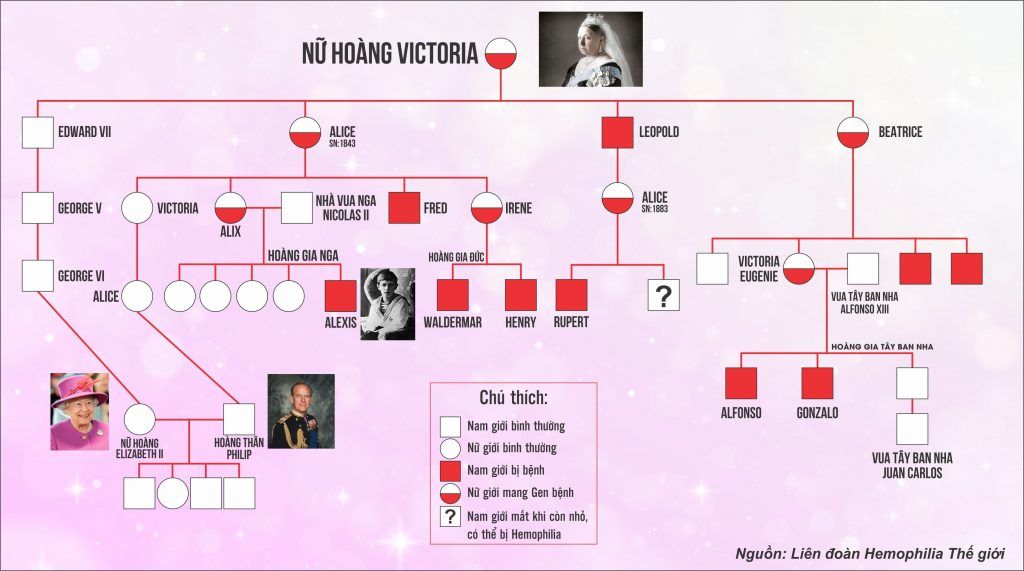 NỮ HOÀNG VICTORIA
EDWARD VII
ALICE
SN:1843
LEOPOLD
BEATRICE
GEORGE V
VICTORIA
ALIX
NHÀ VUA NGA
NICOLAS II
FRED
IRENE
ALICE
SN:1883
HOÀNG GIA NGA
HOÀNG GIA ĐỨC
GEORGE VI
ALICE
ALEXIS
WALDERMAR
HENRY
RUPERT
?
VICTORIA
EUGENIE
VUA TÂY BAN NHA
ALFONSO XIII
HOÀNG GIA TÂY BAN NHA
ALFONSO
GONZALO
NỮ HOÀNG
ELIZABETH II
HOÀNG THÂN
PHILIP
VUA TÂY BAN NHA
JUAN CARLOS
Chú thích:
Nam giới bình thường
Nữ giới bình thường
Nam giới bị bệnh
Nữ giới mang Gen bệnh
? Nam giới mất khi còn nhỏ,
có thể bị Hemophilia
Nguồn: Liên đoàn Hemophilia Thế giới